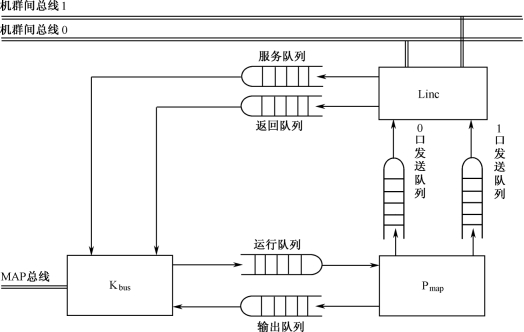 机群间总线 1
机群间总线 0
服务队列
Linc
返回队列
0口发送队列
1口发送队列
运行队列
MAP总线
Kbus
Pmap
输出队列